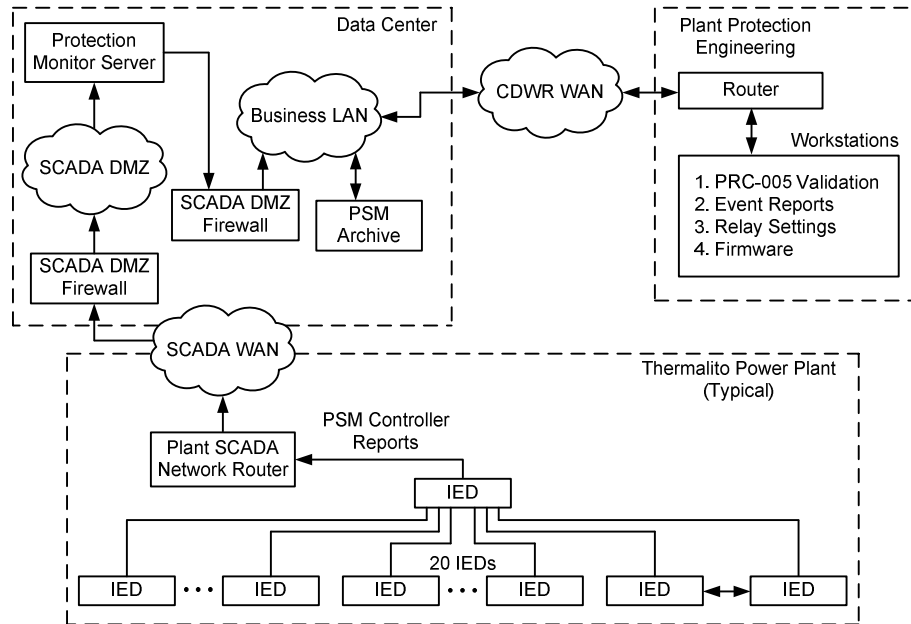 Data Center
Protection
Monitor Server
SCADA DMZ
SCADA DMZ
Firewall
SCADA DMZ
Firewall
Business LAN
PSM
Archive
CDWR WAN
Plant Protection
Engineering
Router
Workstations
1. PRC-005 Validation
2. Event Reports
3. Relay Settings
4. Firmware
SCADA WAN
Thermalito Power Plant
(Typical)
Plant SCADA
Network Router
PSM Controller
Reports
IED
20 IEDs
IED
IED
IED
IED
IED
IED